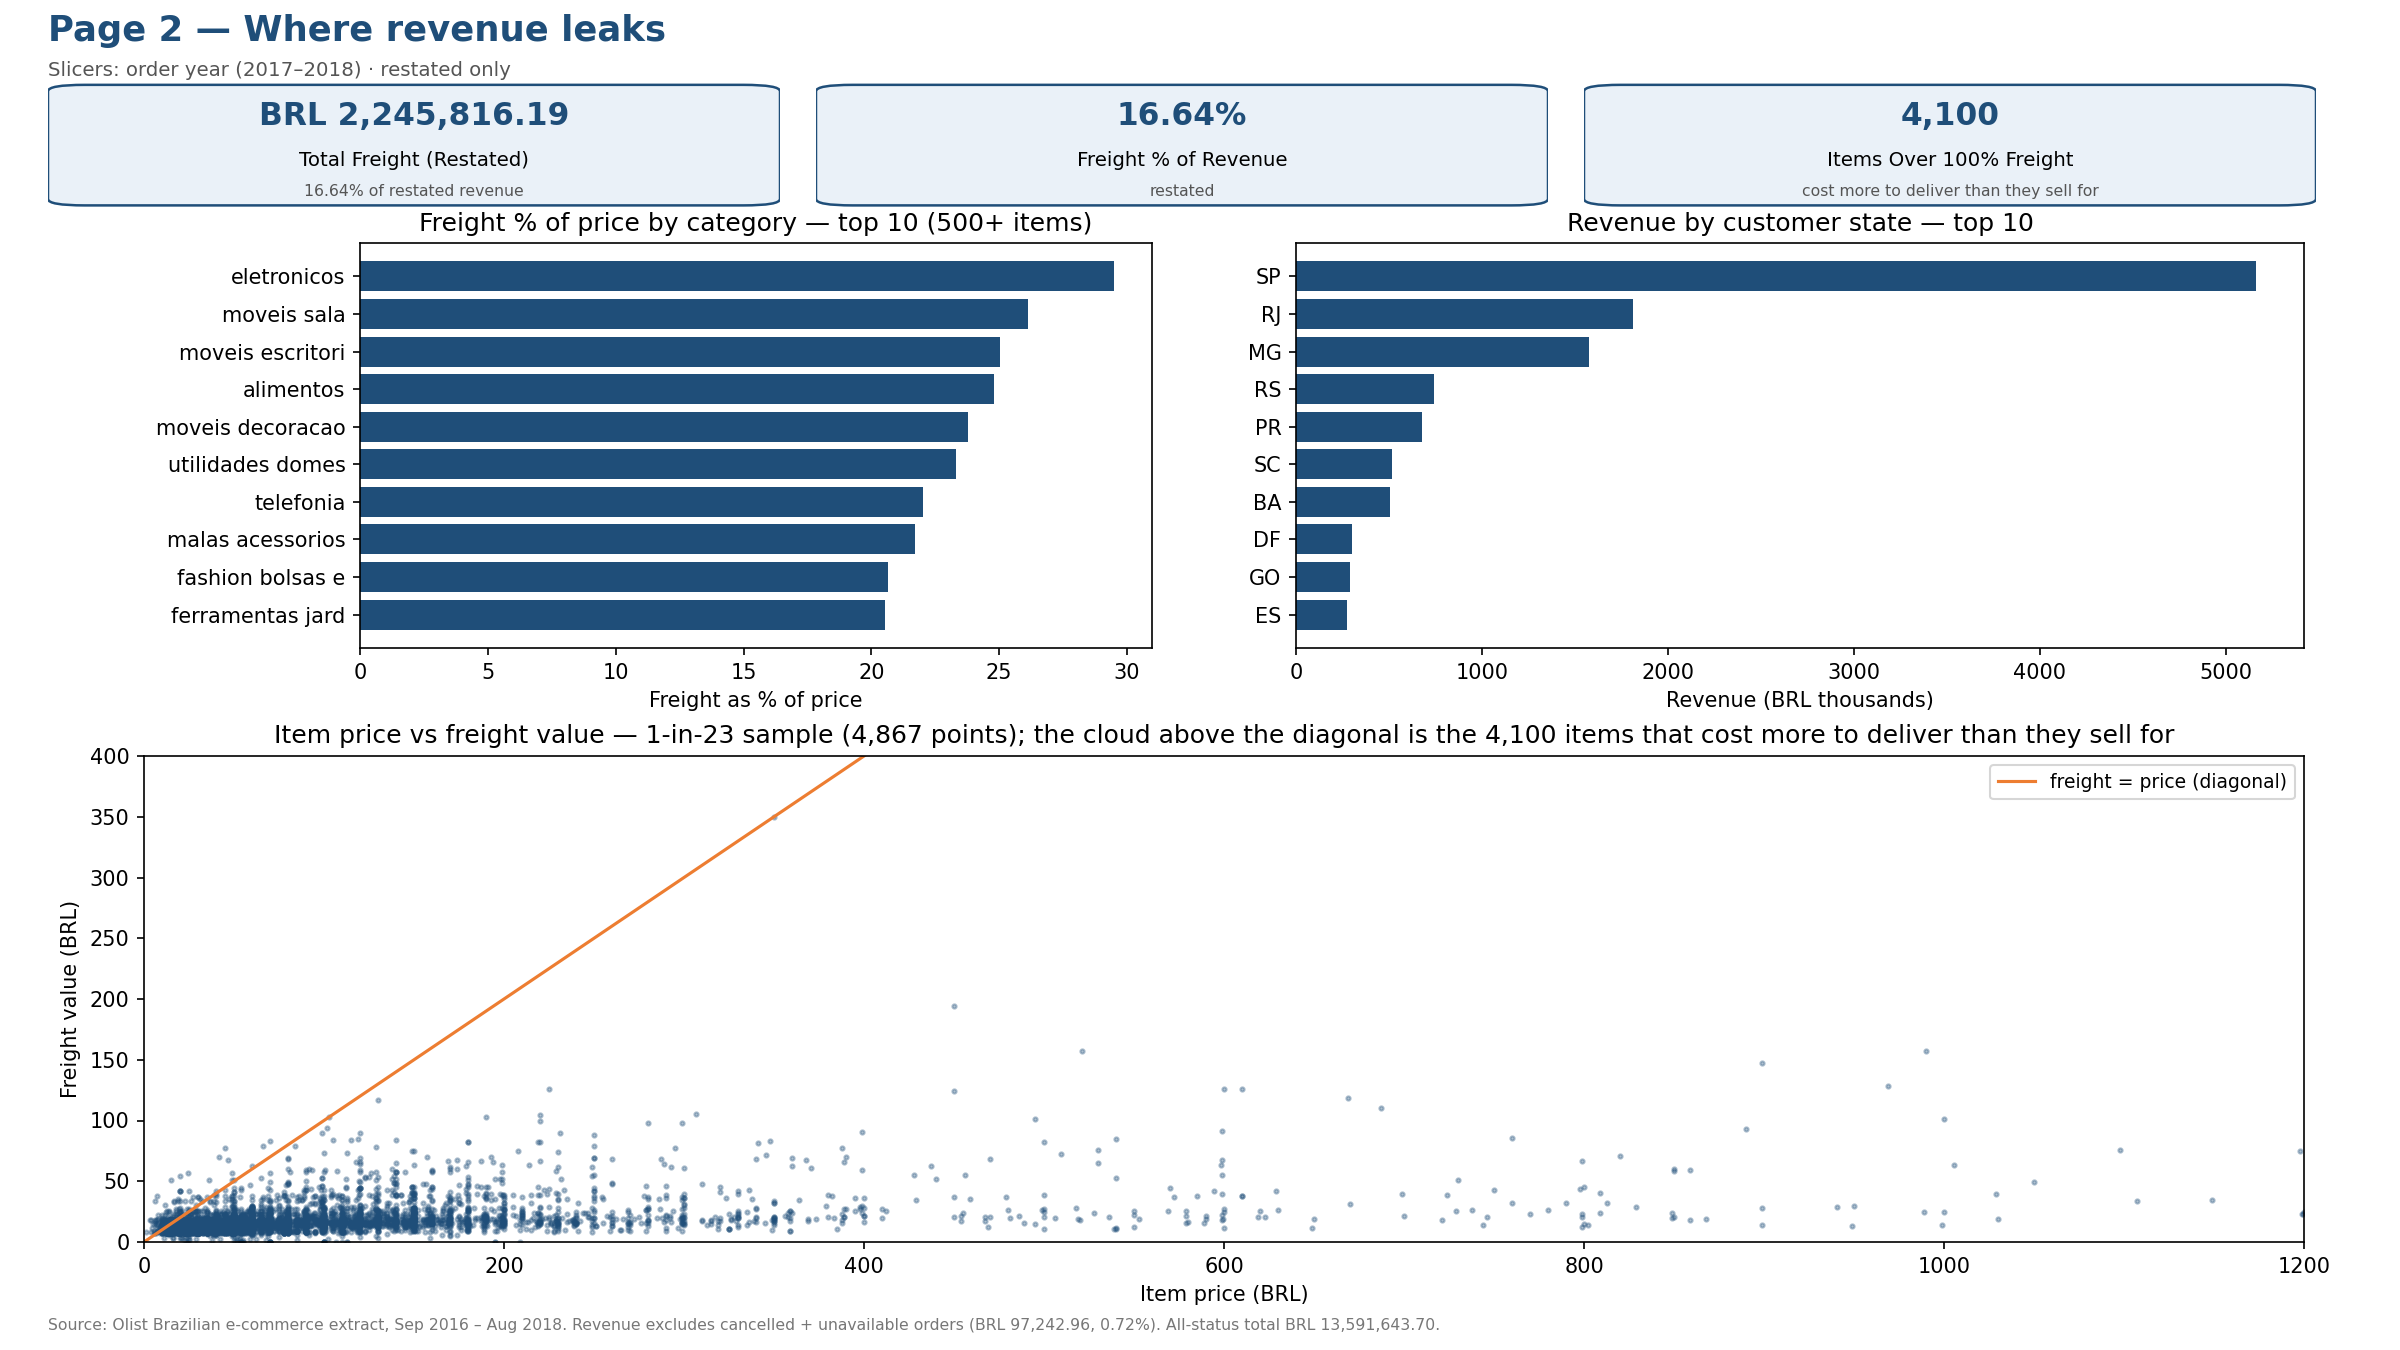 Page 2 — Where revenue leaks
Slicers: order year (2017–2018) · restated only
BRL 2,245,816.19
Total Freight (Restated)
16.64% of restated revenue
16.64%
Freight % of Revenue
restated
4,100
Items Over 100% Freight
cost more to deliver than they sell for
Freight % of price by category — top 10 (500+ items)
eletronicos
moveis sala
moveis escritori
alimentos
moveis decoracao
utilidades domes
telefonia
malas acessorios
fashion bolsas e
ferramentas jard
0 5 10 15 20 25 30
Freight as % of price
Revenue by customer state — top 10
SP
RJ
MG
RS
PR
SC
BA
DF
GO
ES
0 1000 2000 3000 4000 5000
Revenue (BRL thousands)
Item price vs freight value — 1-in-23 sample (4,867 points); the cloud above the diagonal is the 4,100 items that cost more to deliver than they sell for
freight = price (diagonal)
Freight value (BRL)
400
350
300
250
200
150
100
50
0
0 200 400 600 800 1000 1200
Item price (BRL)
Source: Olist Brazilian e-commerce extract, Sep 2016 – Aug 2018. Revenue excludes cancelled + unavailable orders (BRL 97,242.96, 0.72%). All-status total BRL 13,591,643.70.